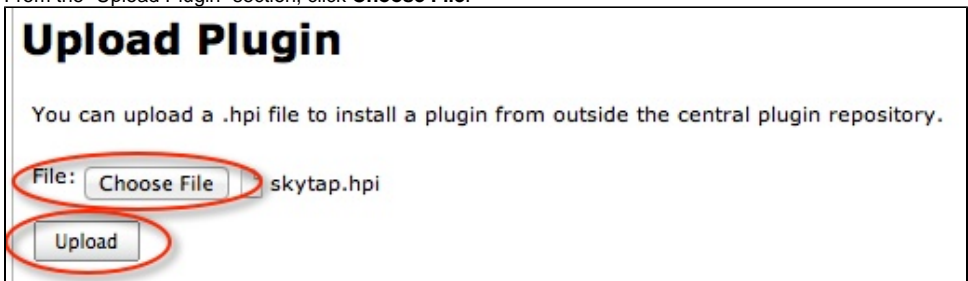 From the "Upload Plugin" section, click Choose File.
Upload Plugin
You can upload a .hpi file to install a plugin from outside the central plugin repository.
File: Choose File skytap.hpi
Upload